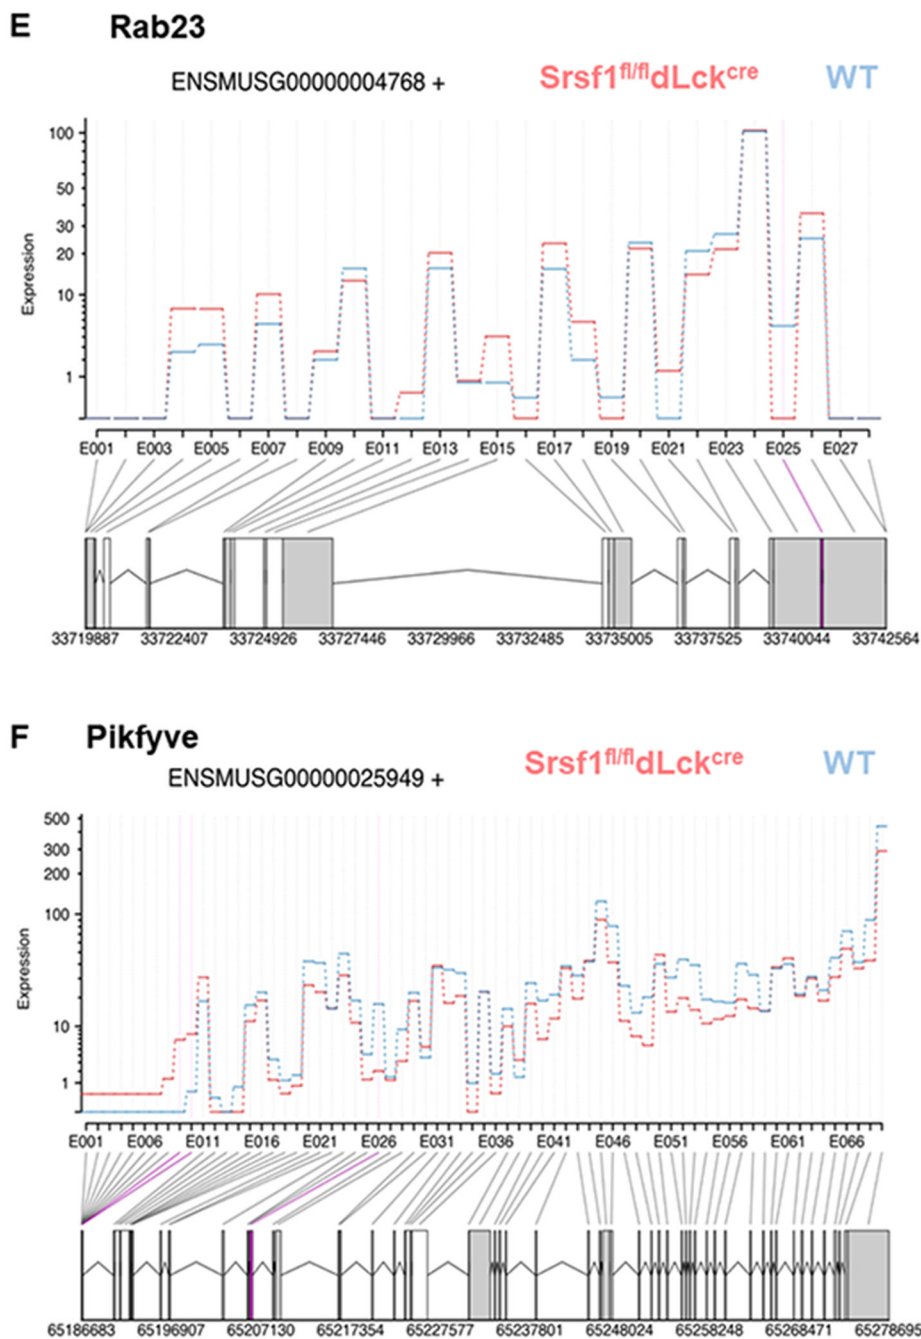 E Rab23
ENSMUSG00000004768 + Srsf1fl/fldLckcre WT
100
50
30
20
10
1
Expression
E001 E003 E005 E007 E009 E011 E013 E015 E017 E019 E021 E023 E025 E027
33719887 33722407 33724926 33727446 33729966 33732485 33735005 33737525 33740044 33742564
F Pikfyve
ENSMUSG00000025949 + Srsf1fl/fldLckcre WT
500
300
200
100
10
1
Expression
E001 E006 E011 E016 E021 E026 E031 E036 E041 E046 E051 E056 E061 E066
65186683 65196907 65207130 65217354 65227577 65237801 65248024 65258248 65268471 65278695